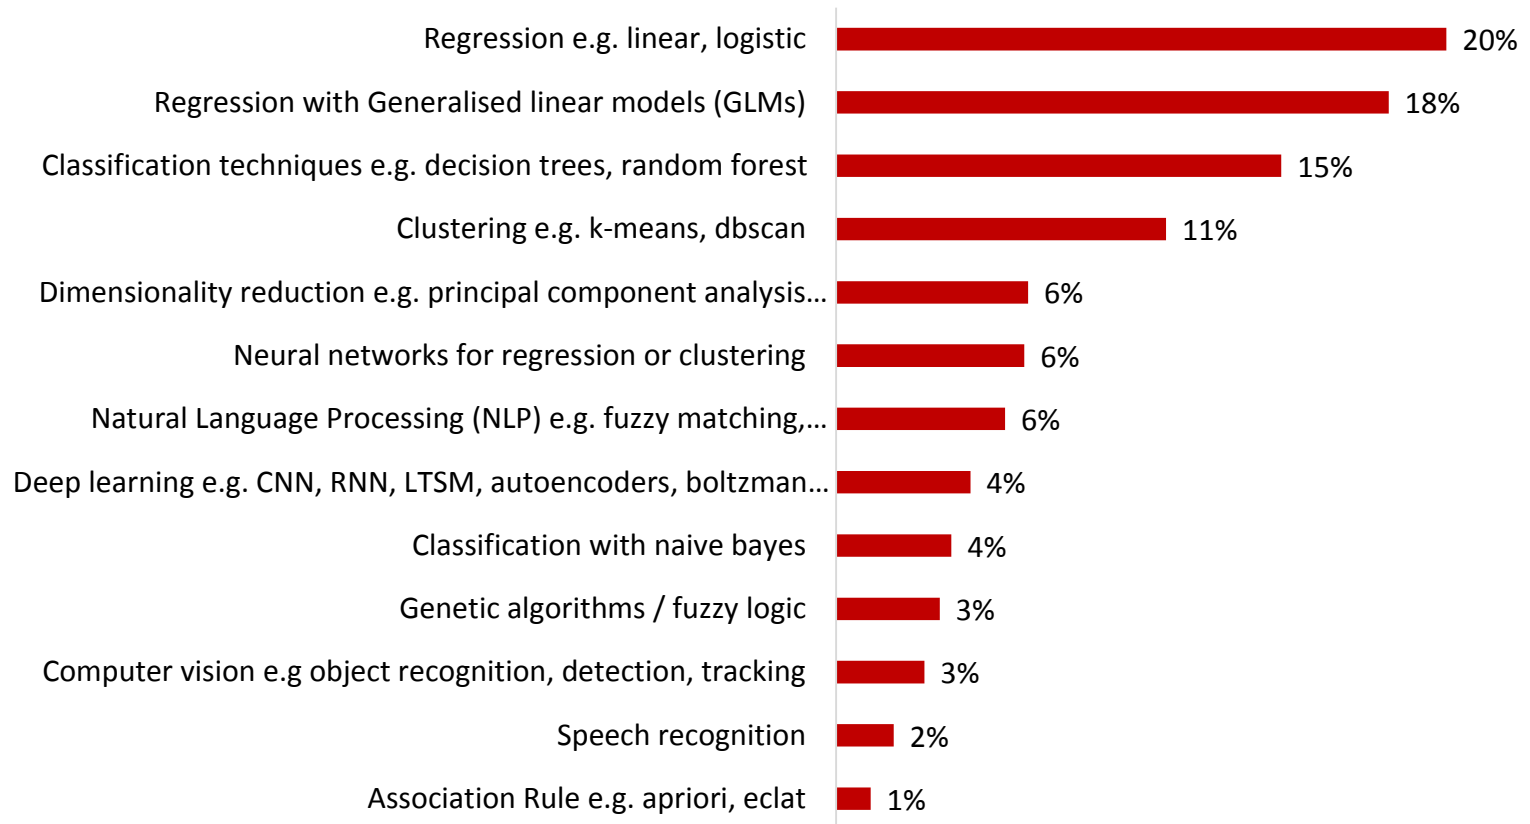 Regression e.g. linear, logistic 20%
Regression with Generalised linear models (GLMs) 18%
Classification techniques e.g. decision trees, random forest 15%
Clustering e.g. k-means, dbscan 11%
Dimensionality reduction e.g. principal component analysis... 6%
Neural networks for regression or clustering 6%
Natural Language Processing (NLP) e.g. fuzzy matching,... 6%
Deep learning e.g. CNN, RNN, LTSM, autoencoders, boltzman... 4%
Classification with naive bayes 4%
Genetic algorithms / fuzzy logic 3%
Computer vision e.g object recognition, detection, tracking 3%
Speech recognition 2%
Association Rule e.g. apriori, eclat 1%